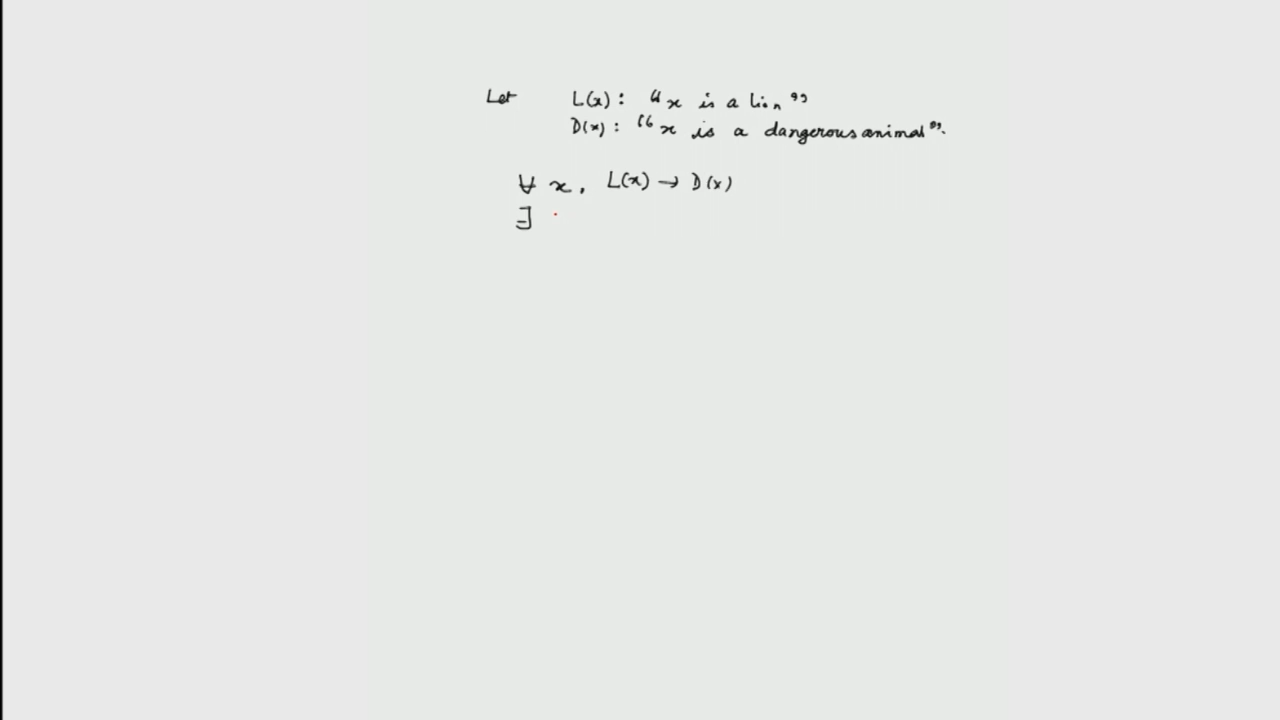 Let L(x) : "x is a lion"
D(x) : "x is a dangerous animal".
∀ x, L(x) → D(x)
∃